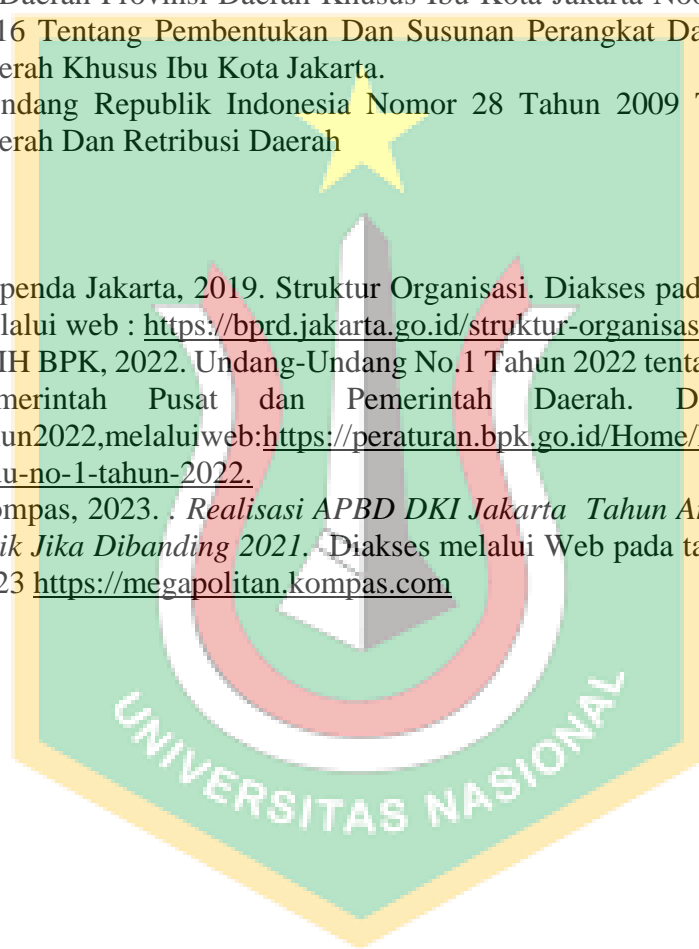 Daerah Provinsi Daerah Khusus Ibu Kota Jakarta
16 Tentang Pembentukan Dan Susunan Perangkat Da
erah Khusus Ibu Kota Jakarta.
ndang Republik Indonesia Nomor 28 Tahun 2009 T
erah Dan Retribusi Daerah
penda Jakarta, 2019. Struktur Organisasi. Diakses pad
lalui web : https://bprd.jakarta.go.id/struktur-organisas
IH BPK, 2022. Undang-Undang No.1 Tahun 2022 tenta
merintah Pusat dan Pemerintah Daerah. D
un2022,melaluiweb:https://peraturan.bpk.go.id/Home/
u-no-1-tahun-2022.
ompas, 2023. . Realisasi APBD DKI Jakarta Tahun A
ik Jika Dibanding 2021. Diakses melalui Web pada ta
23 https://megapolitan.kompas.com
UNIVERSITAS NASIONAL